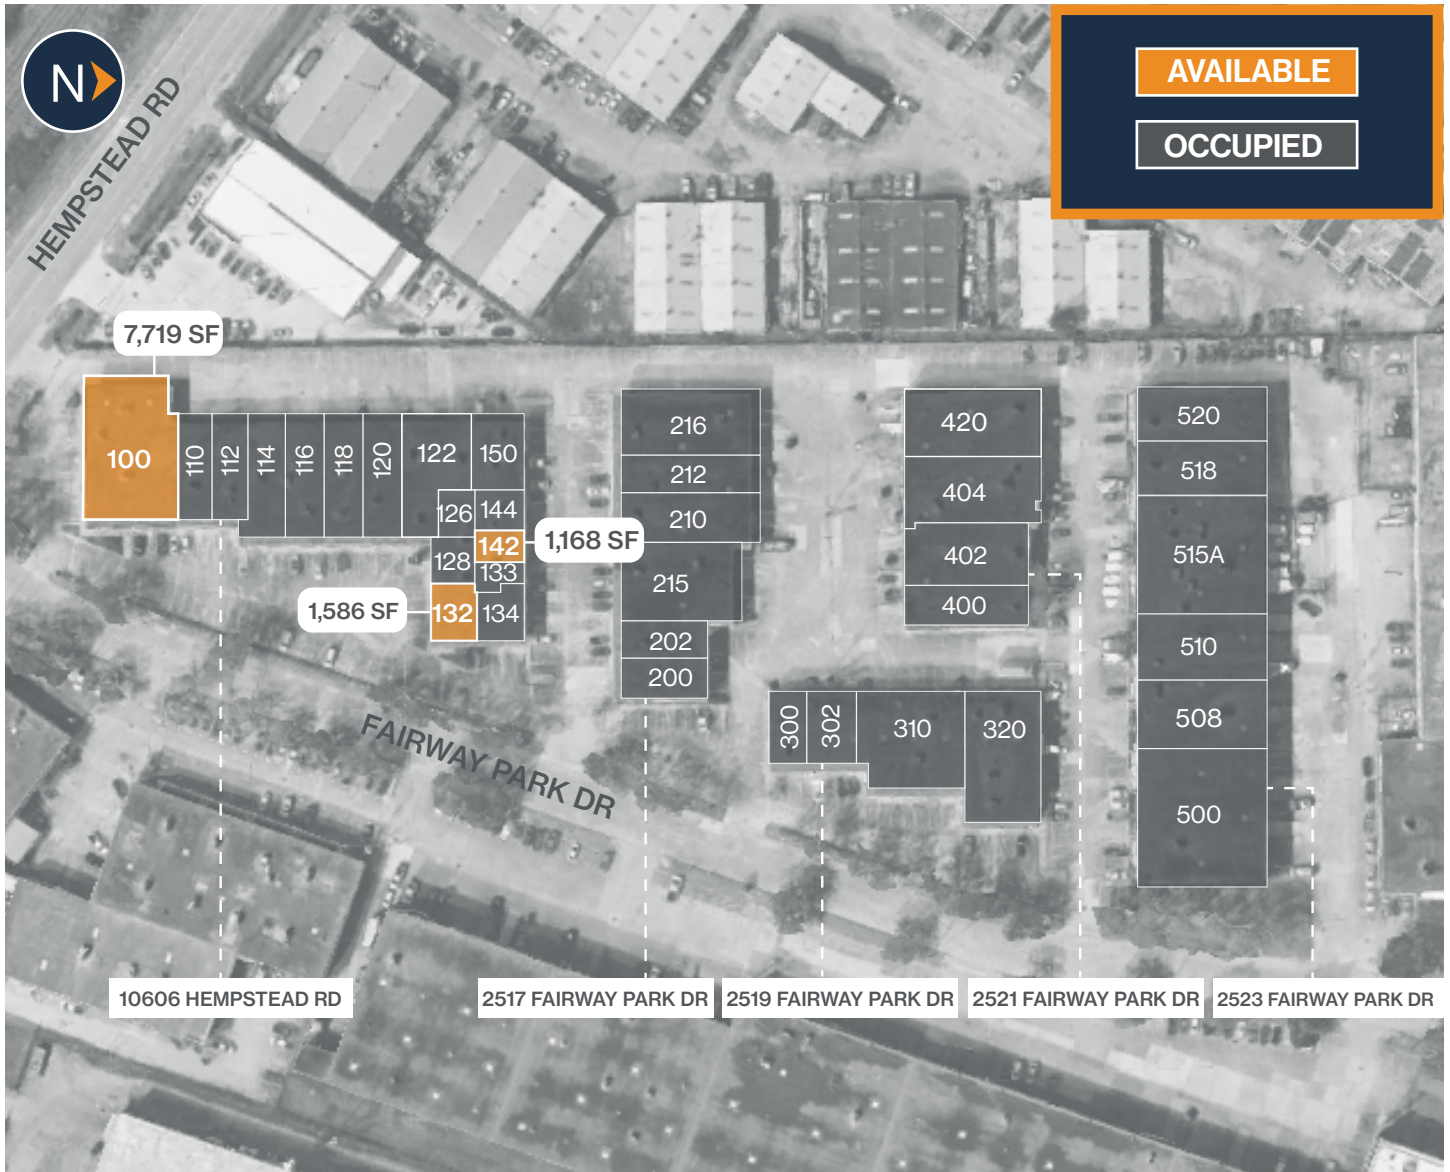 N
HEMPSTEAD RD
AVAILABLE
OCCUPIED
7,719 SF
100
110
112
114
116
118
120
122
150
126
144
142
1,168 SF
128
133
1,586 SF
132
134
216
212
210
215
202
200
420
404
402
400
520
518
515A
510
508
500
300
302
310
320
FAIRWAY PARK DR
10606 HEMPSTEAD RD
2517 FAIRWAY PARK DR
2519 FAIRWAY PARK DR
2521 FAIRWAY PARK DR
2523 FAIRWAY PARK DR